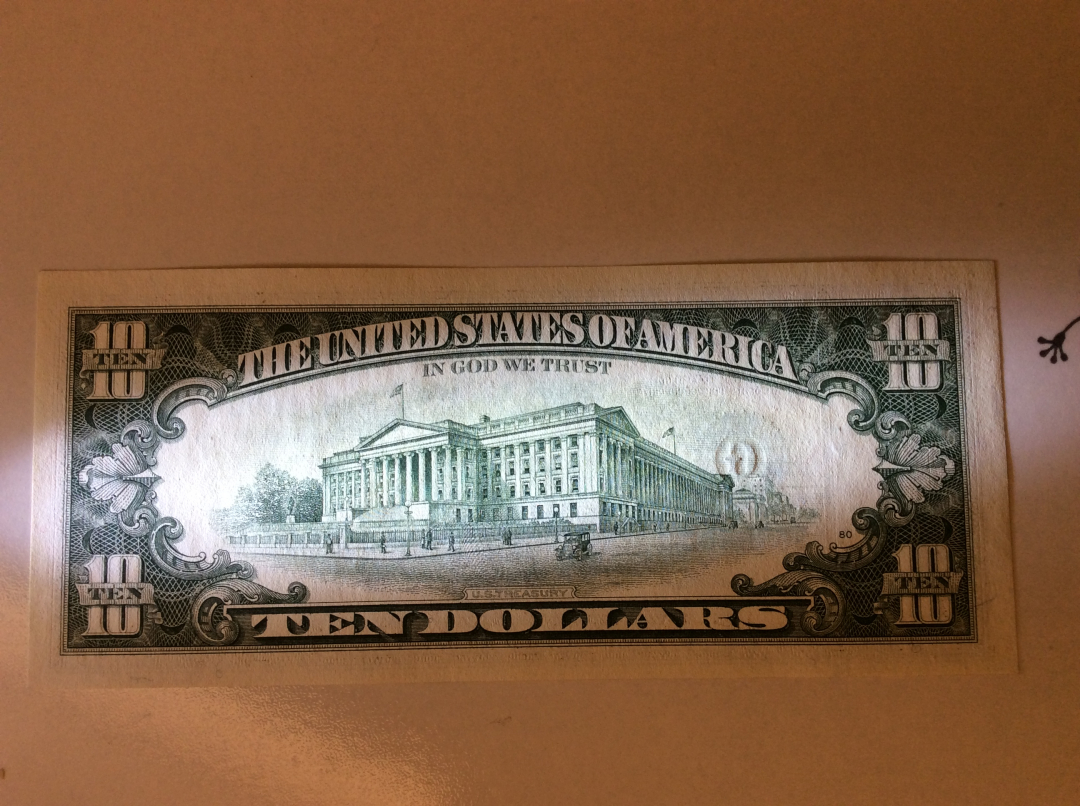 10 TEN 10
THE UNITED STATES OF AMERICA
10 TEN 10
IN GOD WE TRUST
80
10 TEN 10
U.S. TREASURY
10 TEN 10
TEN DOLLARS